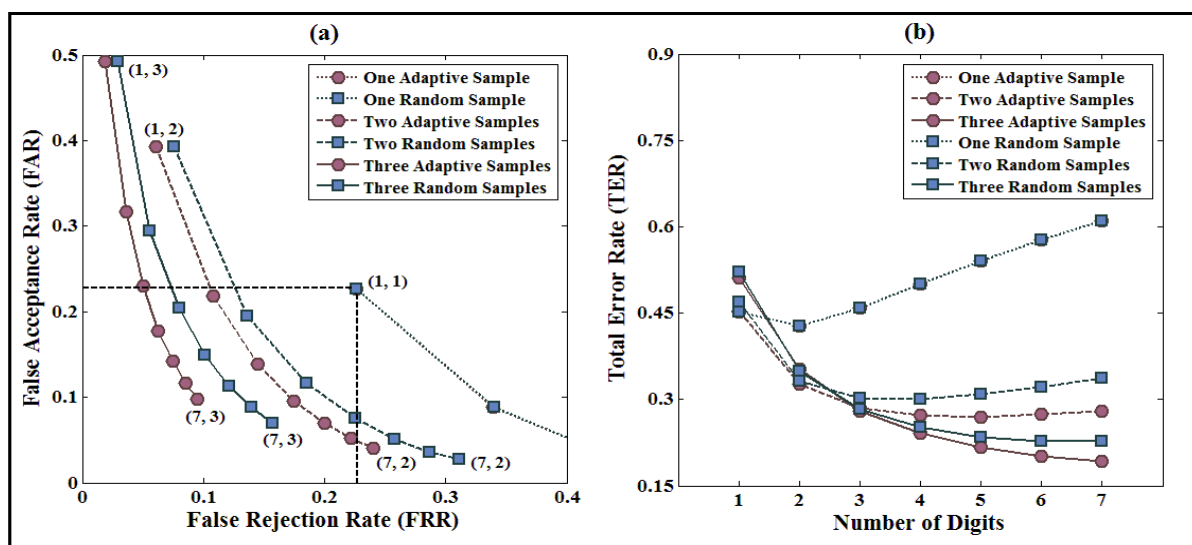 (a)
0.5
0.4
0.3
0.2
0.1
0
0
0.1
0.2
0.3
0.4
False Acceptance Rate (FAR)
False Rejection Rate (FRR)
One Adaptive Sample
One Random Sample
Two Adaptive Samples
Two Random Samples
Three Adaptive Samples
Three Random Samples
(1, 3)
(1, 2)
(1, 1)
(7, 3)
(7, 3)
(7, 2)
(7, 2)
(b)
0.9
0.75
0.6
0.45
0.3
0.15
1
2
3
4
5
6
7
Total Error Rate (TER)
Number of Digits
One Adaptive Sample
Two Adaptive Samples
Three Adaptive Samples
One Random Sample
Two Random Samples
Three Random Samples